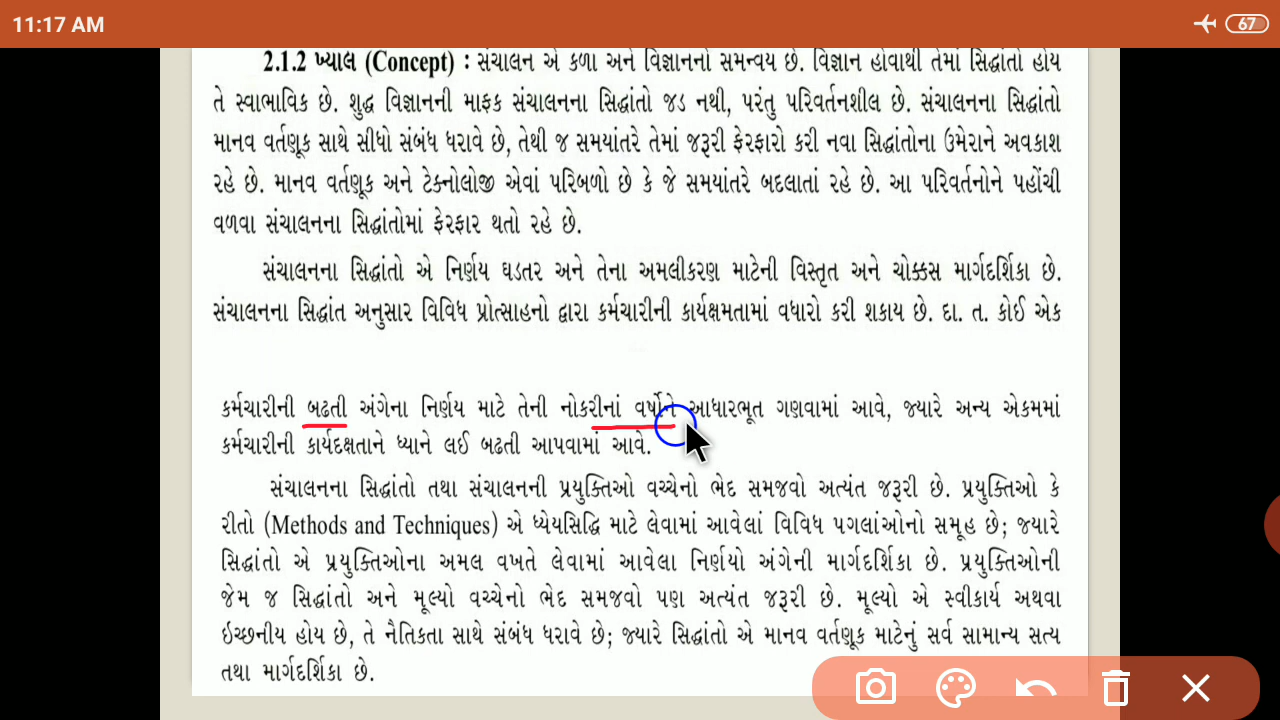 11:17 AM
67
2.1.2 ખ્યાલ (Concept) : સંચાલન એ કળા અને વિજ્ઞાનનો સમન્વય છે. વિજ્ઞાન હોવાથી તેમાં સિદ્ધાંતો હોય
તે સ્વાભાવિક છે. શુદ્ધ વિજ્ઞાનની માફક સંચાલનના સિદ્ધાંતો જડ નથી, પરંતુ પરિવર્તનશીલ છે. સંચાલનના સિદ્ધાંતો
માનવ વર્તણૂક સાથે સીધો સંબંધ ધરાવે છે, તેથી જ સમયાંતરે તેમાં જરૂરી ફેરફારો કરી નવા સિદ્ધાંતોના ઉમેરાને અવકાશ
રહે છે. માનવ વર્તણૂક અને ટેક્નોલોજી એવાં પરિબળો છે કે જે સમયાંતરે બદલાતાં રહે છે. આ પરિવર્તનોને પહોંચી
વળવા સંચાલનના સિદ્ધાંતોમાં ફેરફાર થતો રહે છે.
સંચાલનના સિદ્ધાંતો એ નિર્ણય ઘડતર અને તેના અમલીકરણ માટેની વિસ્તૃત અને ચોક્કસ માર્ગદર્શિકા છે.
સંચાલનના સિદ્ધાંત અનુસાર વિવિધ પ્રોત્સાહનો દ્વારા કર્મચારીની કાર્યક્ષમતામાં વધારો કરી શકાય છે. દા. ત. કોઈ એક
કર્મચારીની બઢતી અંગેના નિર્ણય માટે તેની નોકરીનાં વર્ષોને આધારભૂત ગણવામાં આવે, જ્યારે અન્ય એકમમાં
કર્મચારીની કાર્યદક્ષતાને ધ્યાને લઈ બઢતી આપવામાં આવે.
સંચાલનના સિદ્ધાંતો તથા સંચાલનની પ્રયુક્તિઓ વચ્ચેનો ભેદ સમજવો અત્યંત જરૂરી છે. પ્રયુક્તિઓ કે
રીતો (Methods and Techniques) એ ધ્યેયસિદ્ધિ માટે લેવામાં આવેલાં વિવિધ પગલાંઓનો સમૂહ છે; જ્યારે
સિદ્ધાંતો એ પ્રયુક્તિઓના અમલ વખતે લેવામાં આવેલા નિર્ણયો અંગેની માર્ગદર્શિકા છે. પ્રયુક્તિઓની
જેમ જ સિદ્ધાંતો અને મૂલ્યો વચ્ચેનો ભેદ સમજવો પણ અત્યંત જરૂરી છે. મૂલ્યો એ સ્વીકાર્ય અથવા
ઇચ્છનીય હોય છે, તે નૈતિકતા સાથે સંબંધ ધરાવે છે; જ્યારે સિદ્ધાંતો એ માનવ વર્તણૂક માટેનું સર્વ સામાન્ય સત્ય
તથા માર્ગદર્શિકા છે.